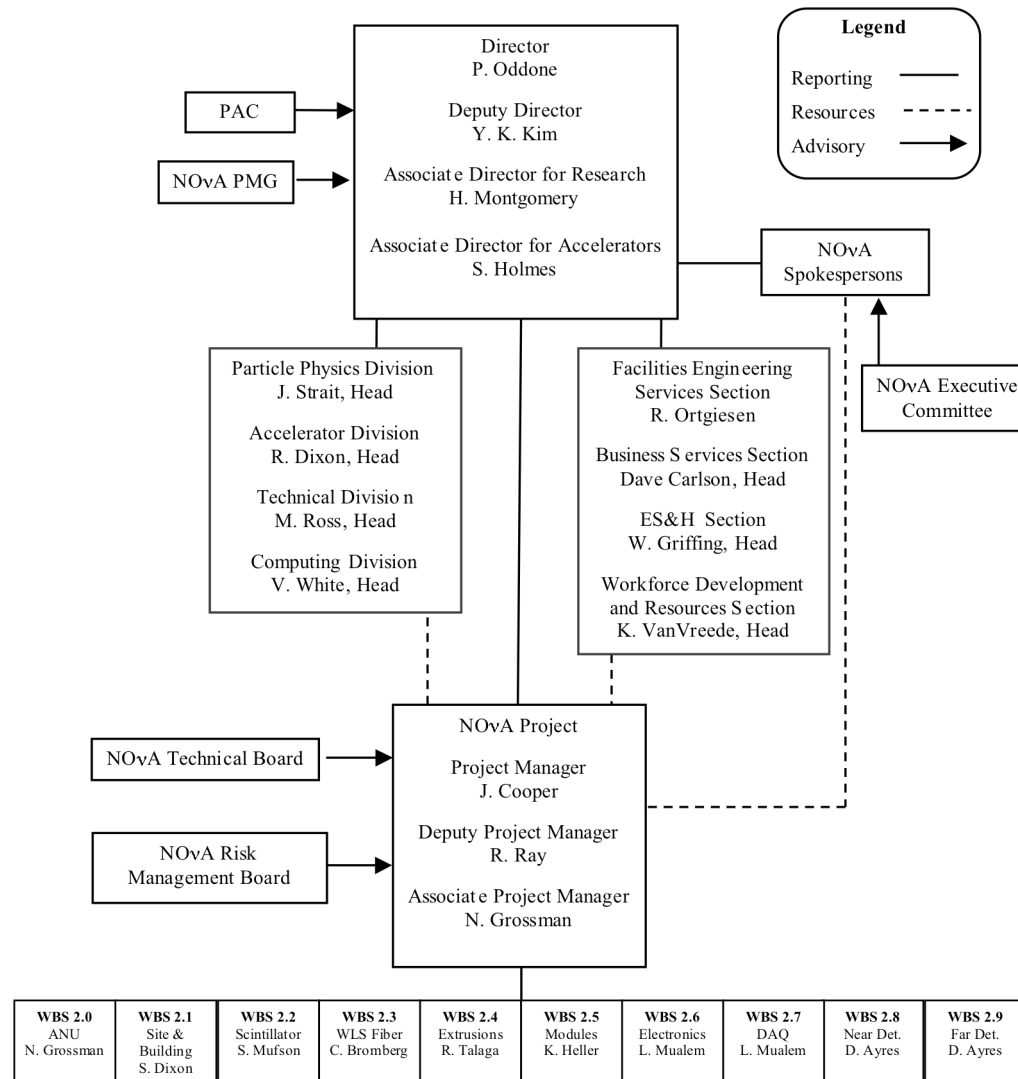 Director
P. Oddone
Deputy Director
Y. K. Kim
Associate Director for Research
H. Montgomery
Associate Director for Accelerators
S. Holmes
Legend
Reporting
Resources
Advisory
PAC
NOνA PMG
NOνA
Spokespersons
NOνA Executive
Committee
Particle Physics Division
J. Strait, Head
Accelerator Division
R. Dixon, Head
Technical Division
M. Ross, Head
Computing Division
V. White, Head
Facilities Engineering
Services Section
R. Ortgiesen
Business Services Section
Dave Carlson, Head
ES&H Section
W. Griffing, Head
Workforce Development
and Resources Section
K. VanVreede, Head
NOνA Technical Board
NOνA Risk
Management Board
NOνA Project
Project Manager
J. Cooper
Deputy Project Manager
R. Ray
Associate Project Manager
N. Grossman
WBS 2.0
ANU
N. Grossman
WBS 2.1
Site &
Building
S. Dixon
WBS 2.2
Scintillator
S. Mufson
WBS 2.3
WLS Fiber
C. Bromberg
WBS 2.4
Extrusions
R. Talaga
WBS 2.5
Modules
K. Heller
WBS 2.6
Electronics
L. Mualem
WBS 2.7
DAQ
L. Mualem
WBS 2.8
Near Det.
D. Ayres
WBS 2.9
Far Det.
D. Ayres